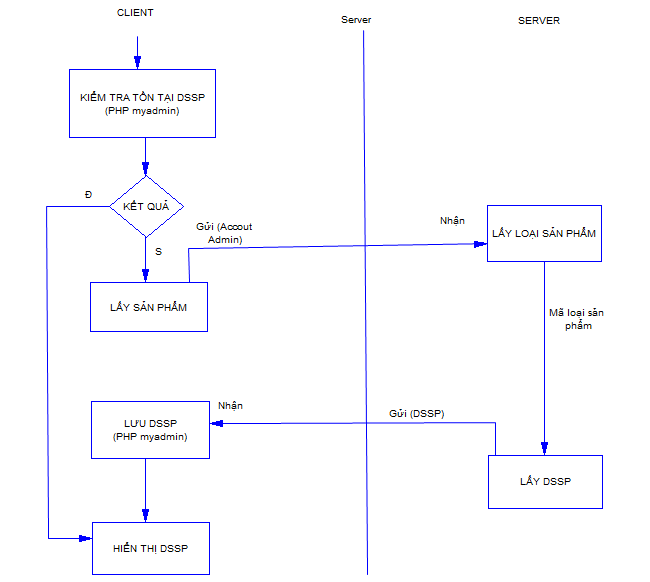 CLIENT
Server
SERVER
KIỂM TRA TỒN TẠI DSSP
(PHP myadmin)
Đ
KẾT QUẢ
S
Gửi (Accout
Admin)
Nhận
LẤY LOẠI SẢN PHẨM
LẤY SẢN PHẨM
Mã loại sản
phẩm
Nhận
Gửi (DSSP)
LƯU DSSP
(PHP myadmin)
LẤY DSSP
HIỂN THỊ DSSP